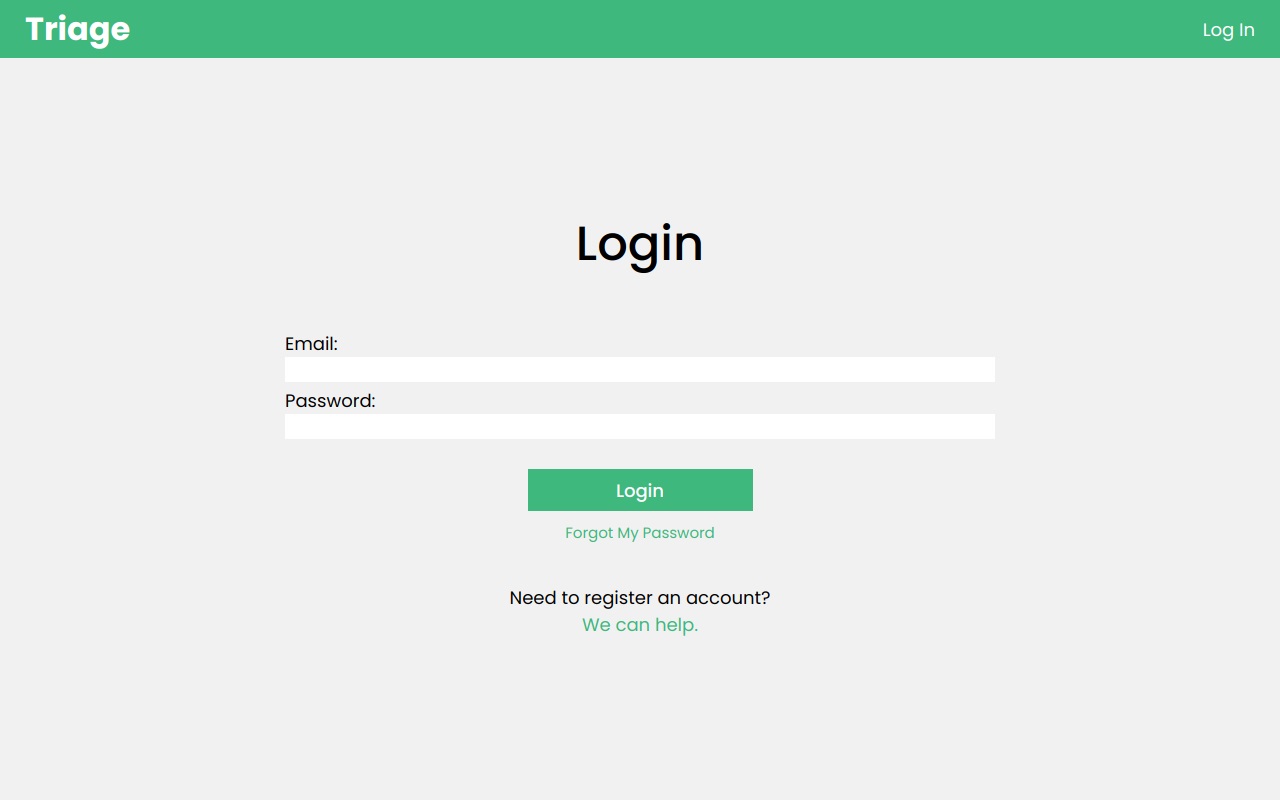 Triage
Log In
Login
Email:
Password:
Login
Forgot My Password
Need to register an account?
We can help.